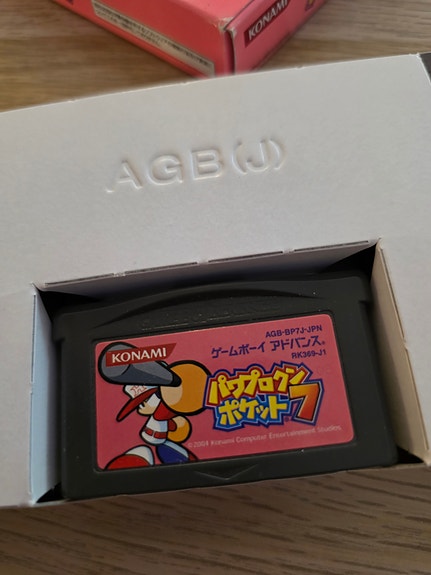 KONAMI
AGB(J)
KONAMI
AGB-BP7J-JPN
ゲームボーイ アドバンス®
RK369-J1
パワプロクン
ポケット7
©2004 Konami Computer Entertainment Studios